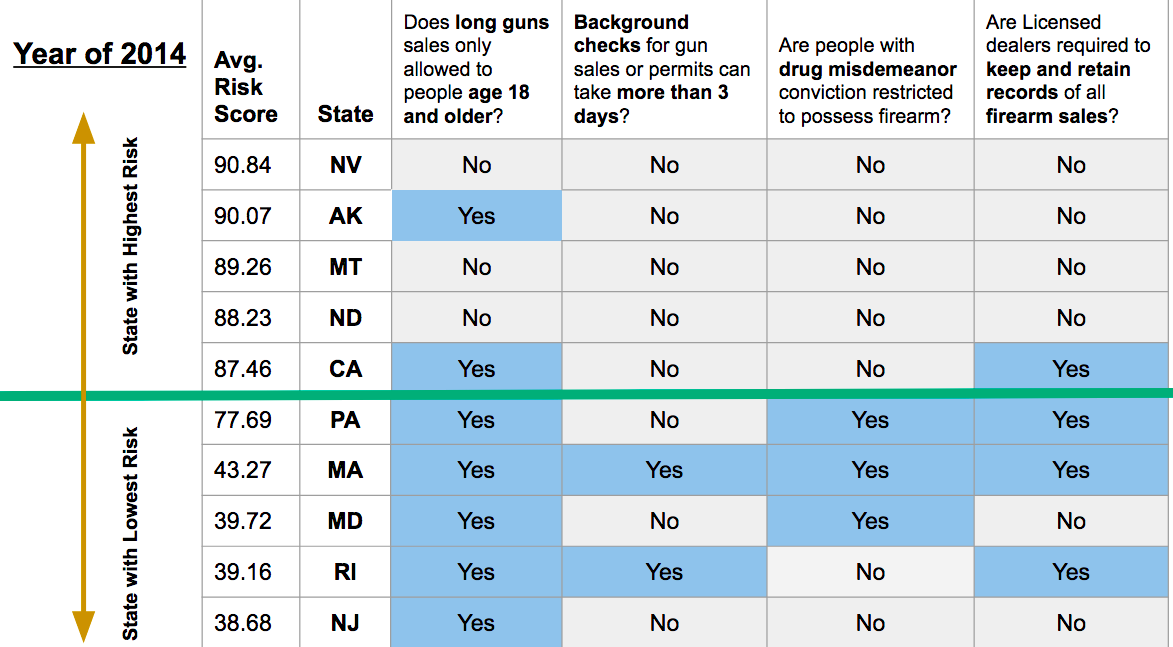 Year of 2014
Avg.
Risk
Score
State
Does long guns
sales only
allowed to
people age 18
and older?
Background
checks for gun
sales or permits can
take more than 3
days?
Are people with
drug misdemeanor
conviction restricted
to possess firearm?
Are Licensed
dealers required to
keep and retain
records of all
firearm sales?
State with Highest Risk
90.84 NV No No No No
90.07 AK Yes No No No
89.26 MT No No No No
88.23 ND No No No No
87.46 CA Yes No No Yes
State with Lowest Risk
77.69 PA Yes No Yes Yes
43.27 MA Yes Yes Yes Yes
39.72 MD Yes No Yes No
39.16 RI Yes Yes No Yes
38.68 NJ Yes No No No